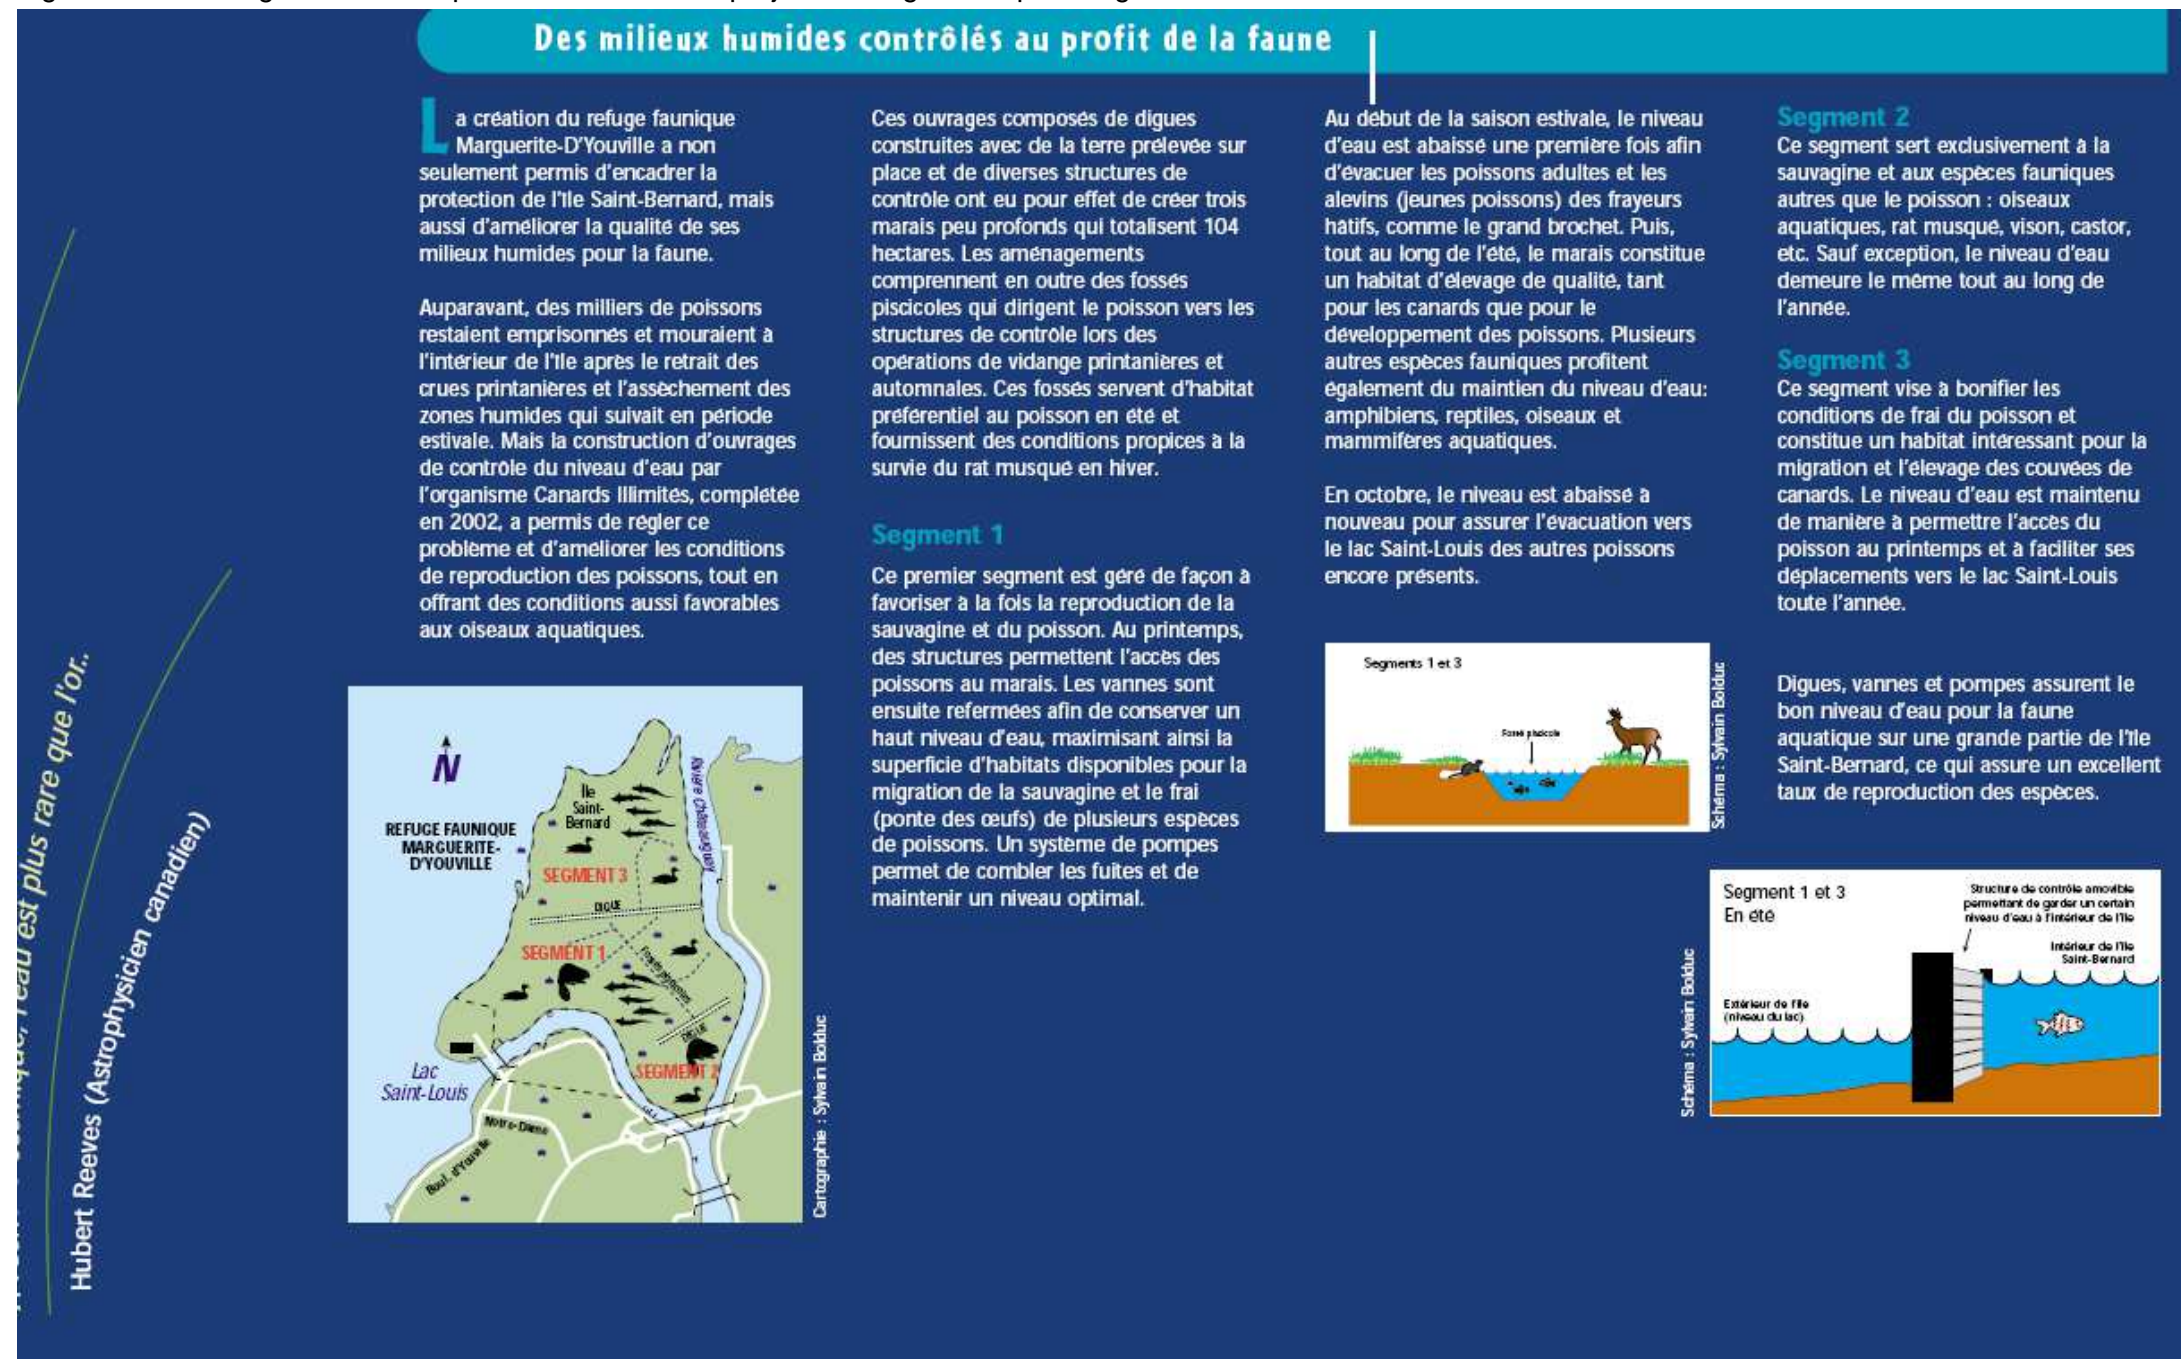 Des milieux humides contrôlés au profit de la faune
La création du refuge faunique
Marguerite-D'Youville a non
seulement permis d'encadrer la
protection de l'île Saint-Bernard, mais
aussi d'améliorer la qualité de ses
milieux humides pour la faune.
Auparavant, des milliers de poissons
restaient emprisonnés et mouraient à
l'intérieur de l'île après le retrait des
crues printanières et l'assèchement des
zones humides qui suivait en période
estivale. Mais la construction d'ouvrages
de contrôle du niveau d'eau par
l'organisme Canards Illimités, complétée
en 2002, a permis de régler ce
problème et d'améliorer les conditions
de reproduction des poissons, tout en
offrant des conditions aussi favorables
aux oiseaux aquatiques.
Ces ouvrages composés de digues
construites avec de la terre prélevée sur
place et de diverses structures de
contrôle ont eu pour effet de créer trois
marais peu profonds qui totalisent 104
hectares. Les aménagements
comprennent en outre des fossés
piscicoles qui dirigent le poisson vers les
structures de contrôle lors des
opérations de vidange printanières et
automnales. Ces fossés servent d'habitat
préférentiel au poisson en été et
fournissent des conditions propices à la
survie du rat musqué en hiver.
Segment 1
Ce premier segment est géré de façon à
favoriser à la fois la reproduction de la
sauvagine et du poisson. Au printemps,
des structures permettent l'accès des
poissons au marais. Les vannes sont
ensuite refermées afin de conserver un
haut niveau d'eau, maximisant ainsi la
superficie d'habitats disponibles pour la
migration de la sauvagine et le frai
(ponte des œufs) de plusieurs espèces
de poissons. Un système de pompes
permet de combler les fuites et de
maintenir un niveau optimal.
Au début de la saison estivale, le niveau
d'eau est abaissé une première fois afin
d'évacuer les poissons adultes et les
alevins (jeunes poissons) des frayeurs
hâtifs, comme le grand brochet. Puis,
tout au long de l'été, le marais constitue
un habitat d'élevage de qualité, tant
pour les canards que pour le
développement des poissons. Plusieurs
autres espèces fauniques profitent
également du maintien du niveau d'eau:
amphibiens, reptiles, oiseaux et
mammifères aquatiques.
En octobre, le niveau est abaissé à
nouveau pour assurer l'évacuation vers
le lac Saint-Louis des autres poissons
encore présents.
Segment 2
Ce segment sert exclusivement à la
sauvagine et aux espèces fauniques
autres que le poisson : oiseaux
aquatiques, rat musqué, vison, castor,
etc. Sauf exception, le niveau d'eau
demeure le même tout au long de
l'année.
Segment 3
Ce segment vise à bonifier les
conditions de frai du poisson et
constitue un habitat intéressant pour la
migration et l'élevage des couvées de
canards. Le niveau d'eau est maintenu
de manière à permettre l'accès du
poisson au printemps et à faciliter ses
déplacements vers le lac Saint-Louis
toute l'année.
Digues, vannes et pompes assurent le
bon niveau d'eau pour la faune
aquatique sur une grande partie de l'île
Saint-Bernard, ce qui assure un excellent
taux de reproduction des espèces.
l'eau est plus rare que l'or..
Hubert Reeves (Astrophysicien canadien)
N
REFUGE FAUNIQUE
MARGUERITE-
D'YOUVILLE
Île
Saint-
Bernard
Rivière Châteauguay
SEGMENT 3
DIGUE
SEGMENT 1
Fossés piscicoles
DIGUE
SEGMENT 2
Lac
Saint-Louis
Notre-Dame
Boul. d'Youville
Cartographie : Sylvain Bolduc
Segments 1 et 3
Fossé piscicole
Schéma : Sylvain Bolduc
Segment 1 et 3
En été
Structure de contrôle amovible
permettant de garder un certain
niveau d'eau à l'intérieur de l'île
Intérieur de l'île
Saint-Bernard
Extérieur de l'île
(niveau du lac)
Schéma : Sylvain Bolduc